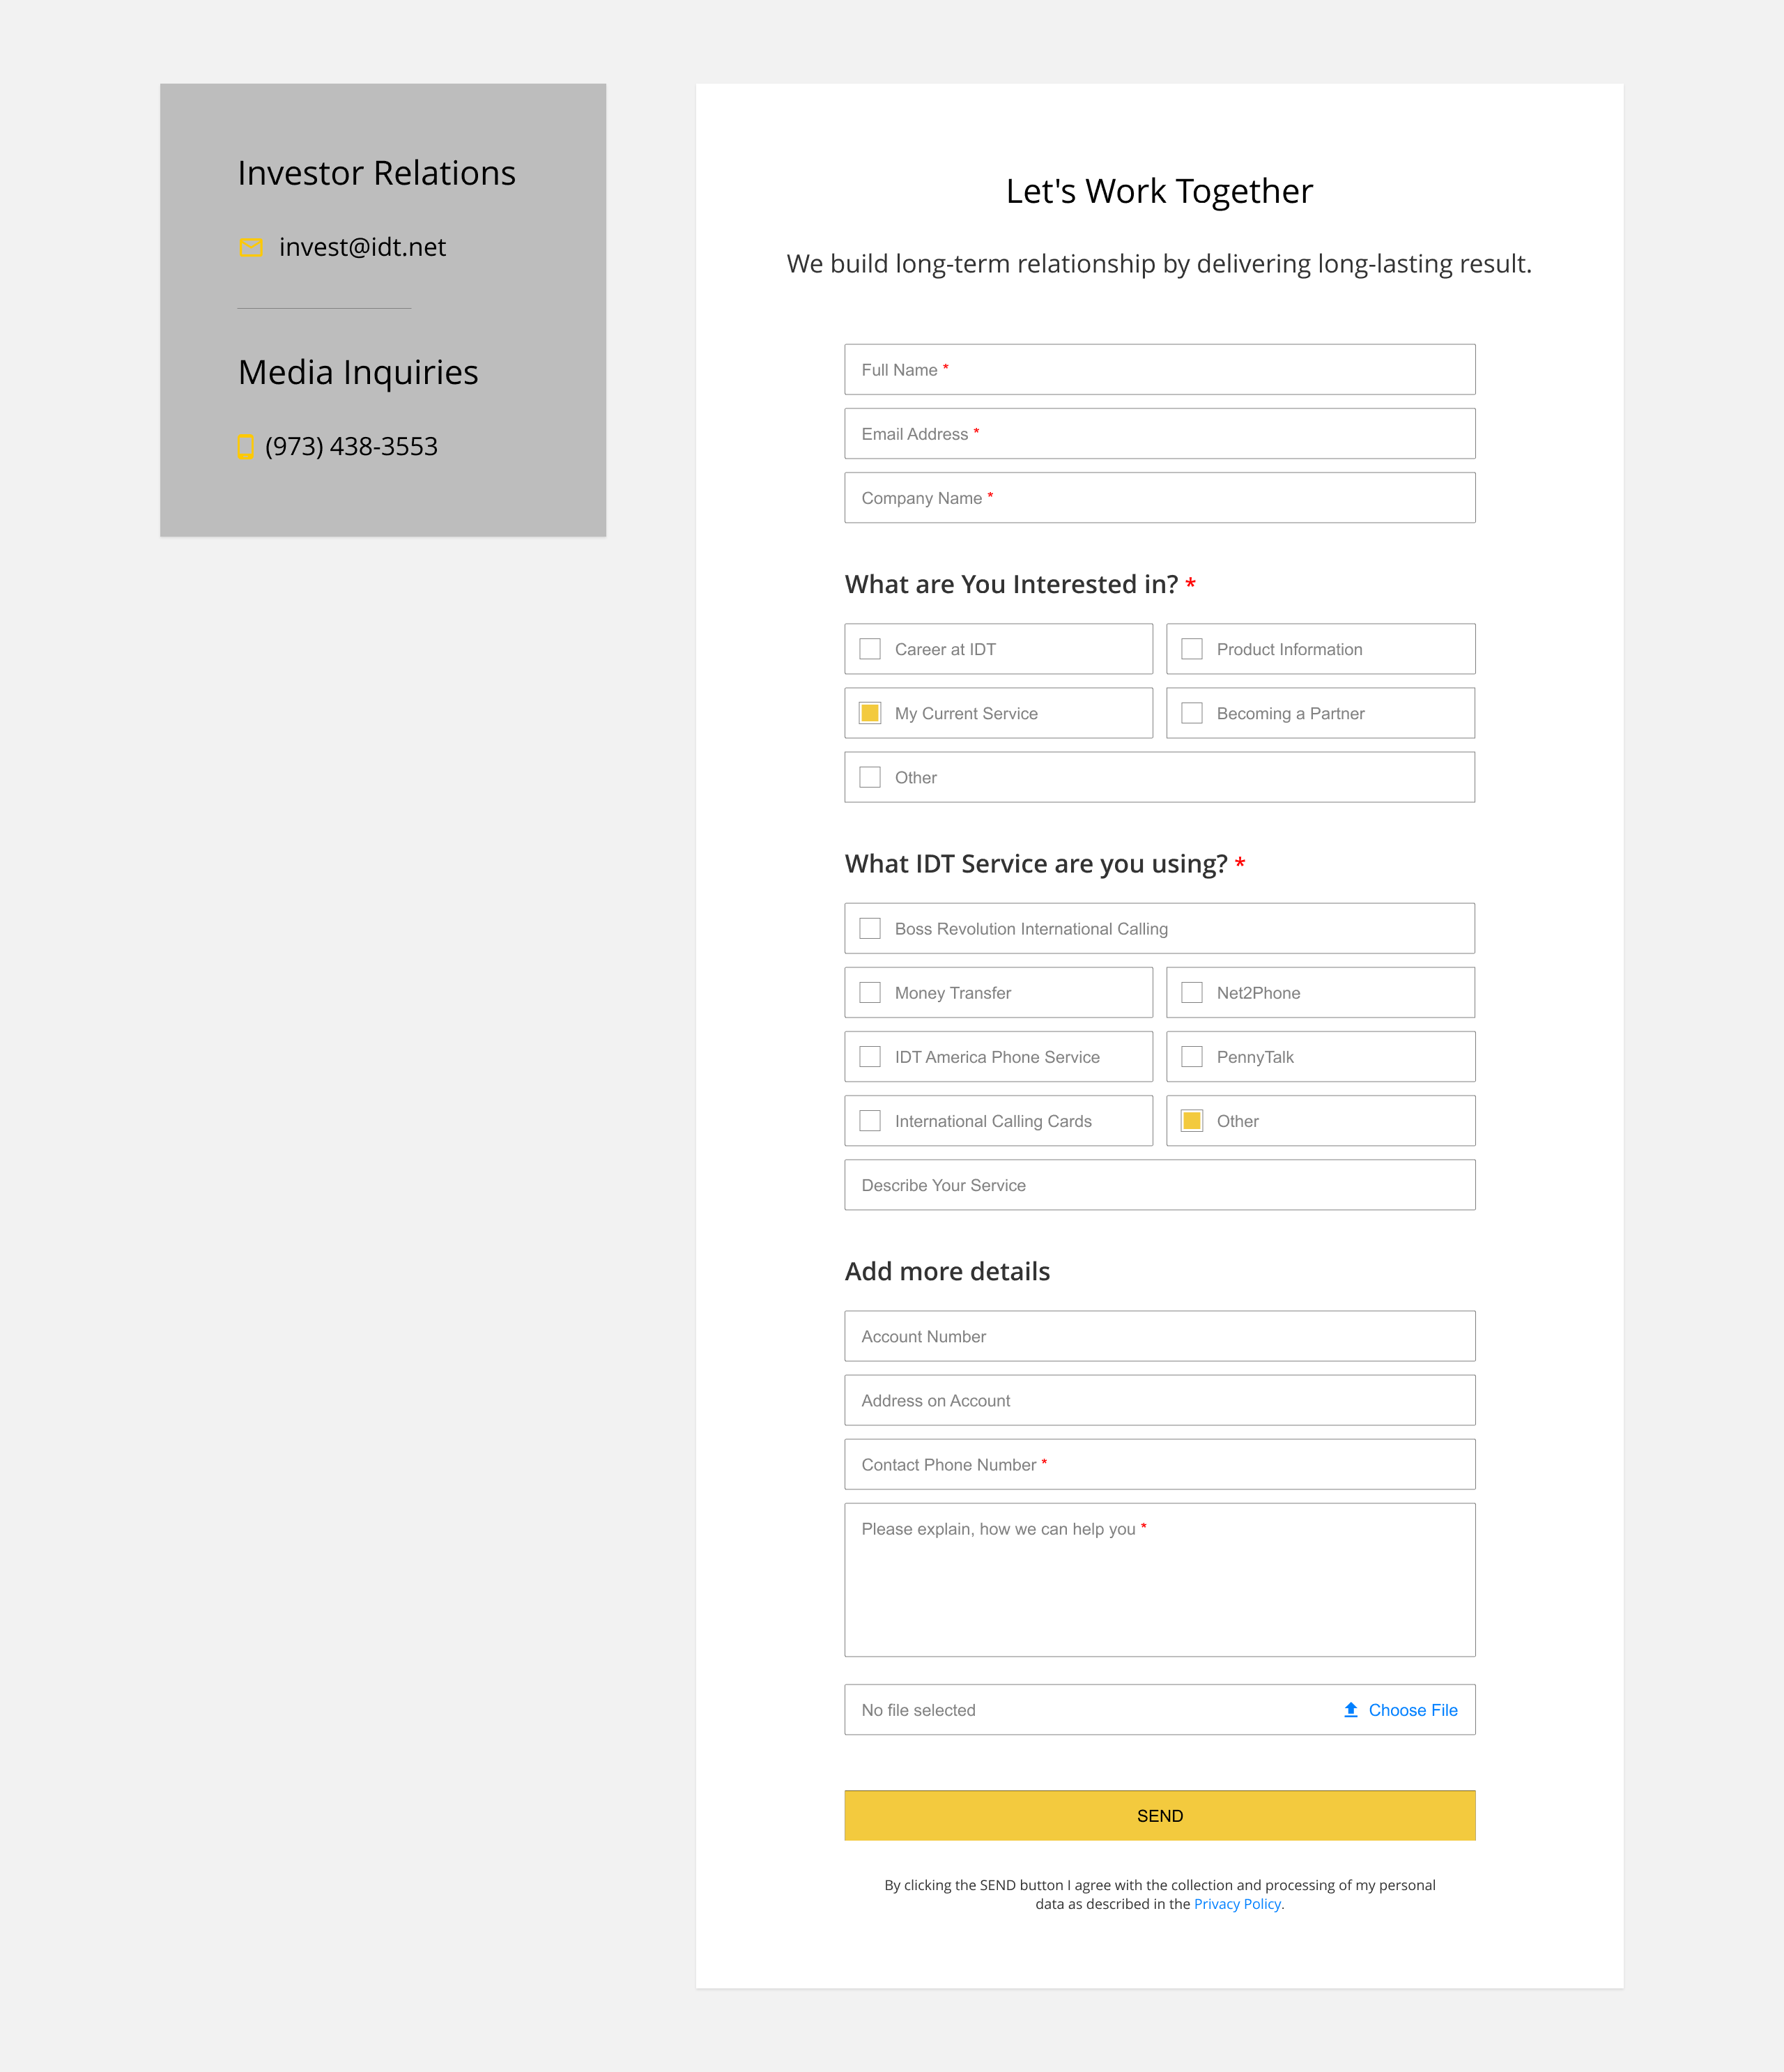 Investor Relations
invest@idt.net
Media Inquiries
(973) 438-3553
Let's Work Together
We build long-term relationship by delivering long-lasting result.
Full Name *
Email Address *
Company Name *
What are You Interested in? *
Career at IDT
Product Information
My Current Service
Becoming a Partner
Other
What IDT Service are you using? *
Boss Revolution International Calling
Money Transfer
Net2Phone
IDT America Phone Service
PennyTalk
International Calling Cards
Other
Describe Your Service
Add more details
Account Number
Address on Account
Contact Phone Number *
Please explain, how we can help you *
No file selected
Choose File
SEND
By clicking the SEND button I agree with the collection and processing of my personal
data as described in the Privacy Policy.